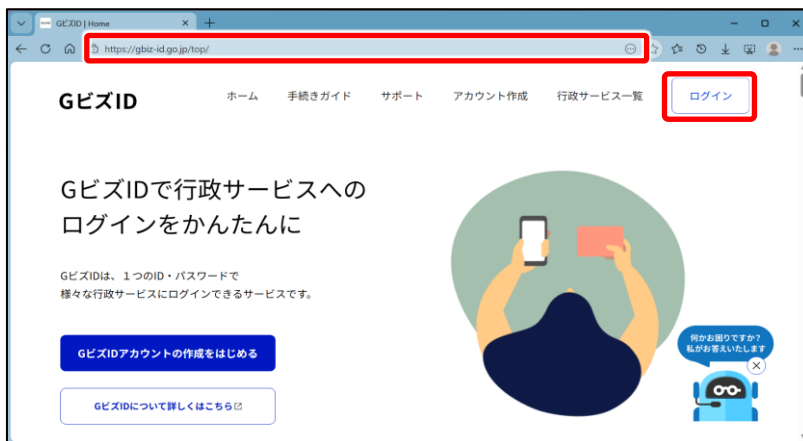 GビズID | Home
https://gbiz-id.go.jp/top/
GビズID
ホーム 手続きガイド サポート アカウント作成 行政サービス一覧 ログイン
GビズIDで行政サービスへの
ログインをかんたんに
GビズIDは、１つのID・パスワードで
様々な行政サービスにログインできるサービスです。
GビズIDアカウントの作成をはじめる
GビズIDについて詳しくはこちら
何かお困りですか？
私がお答えいたします